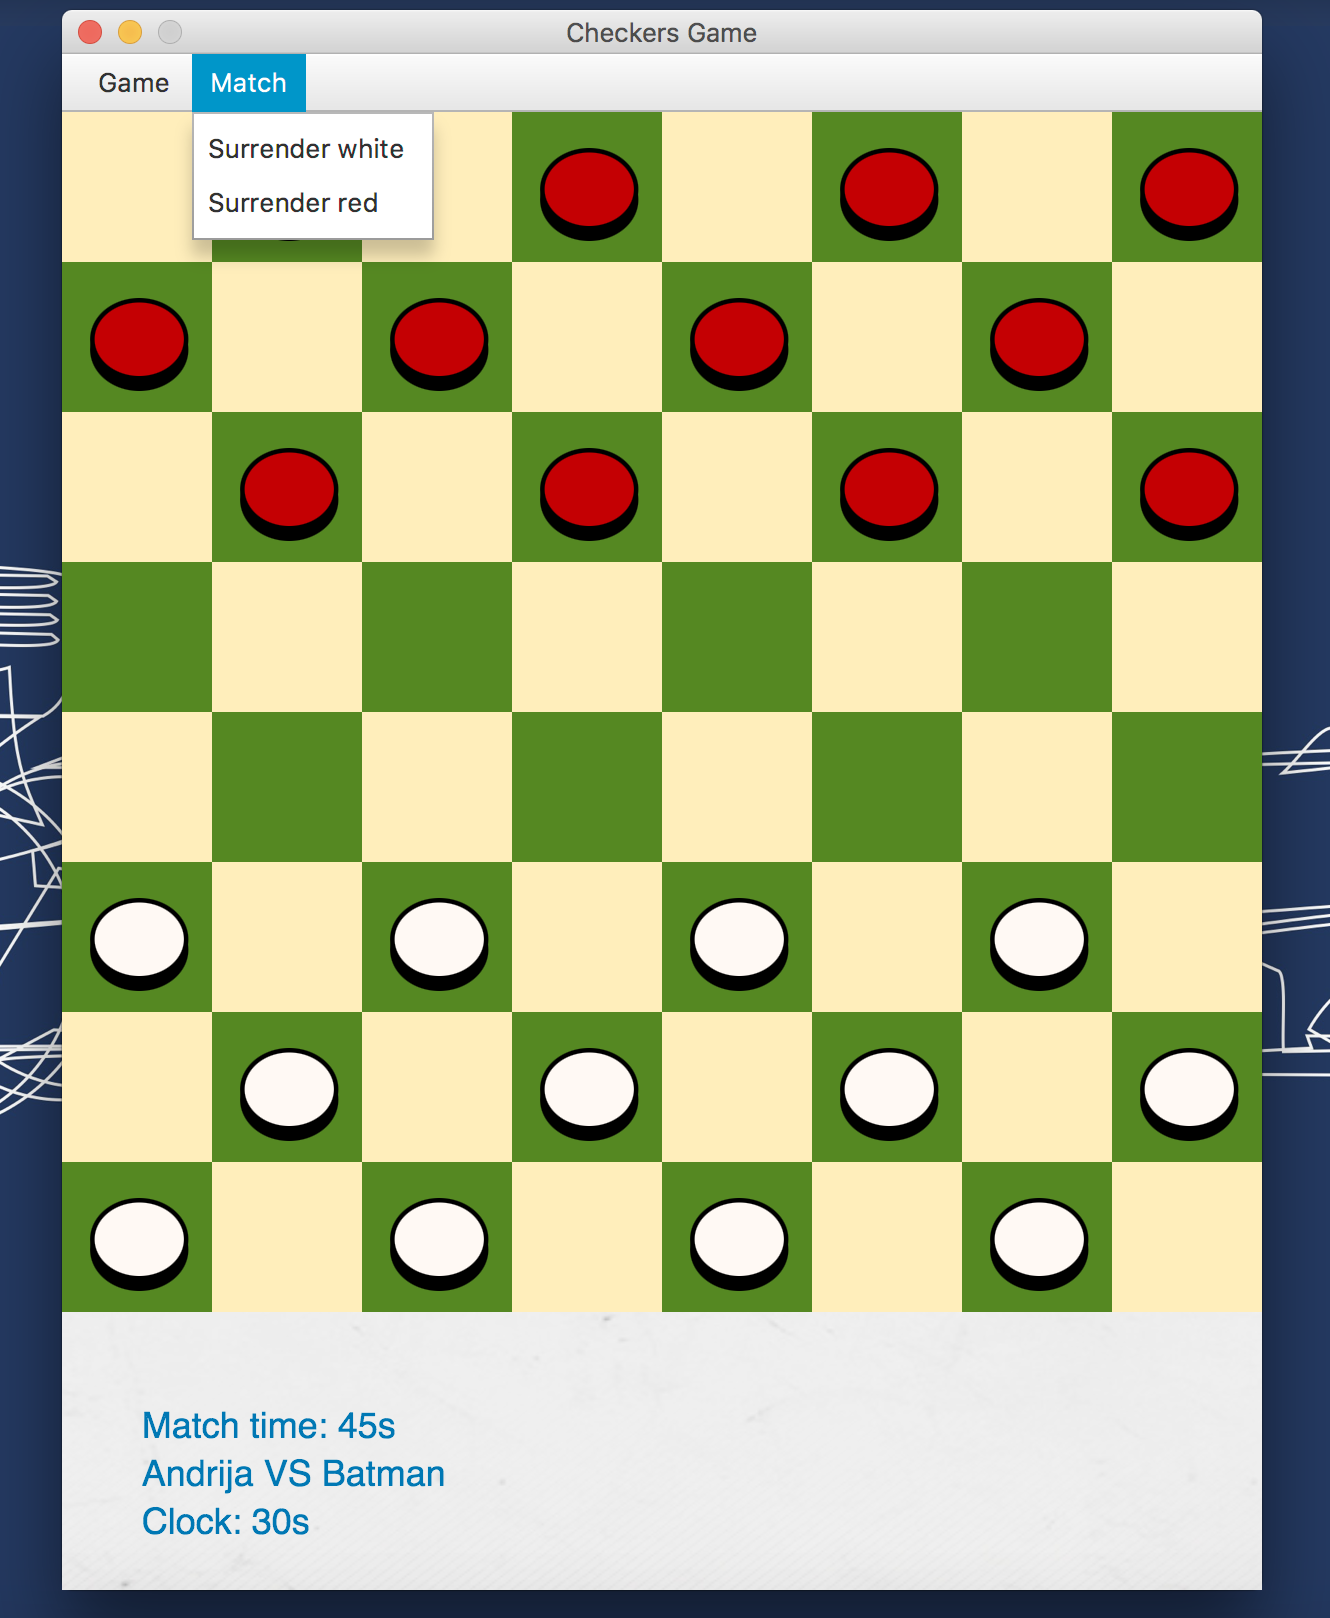 Checkers Game
Game Match
Surrender white
Surrender red
Match time: 45s
Andrija VS Batman
Clock: 30s